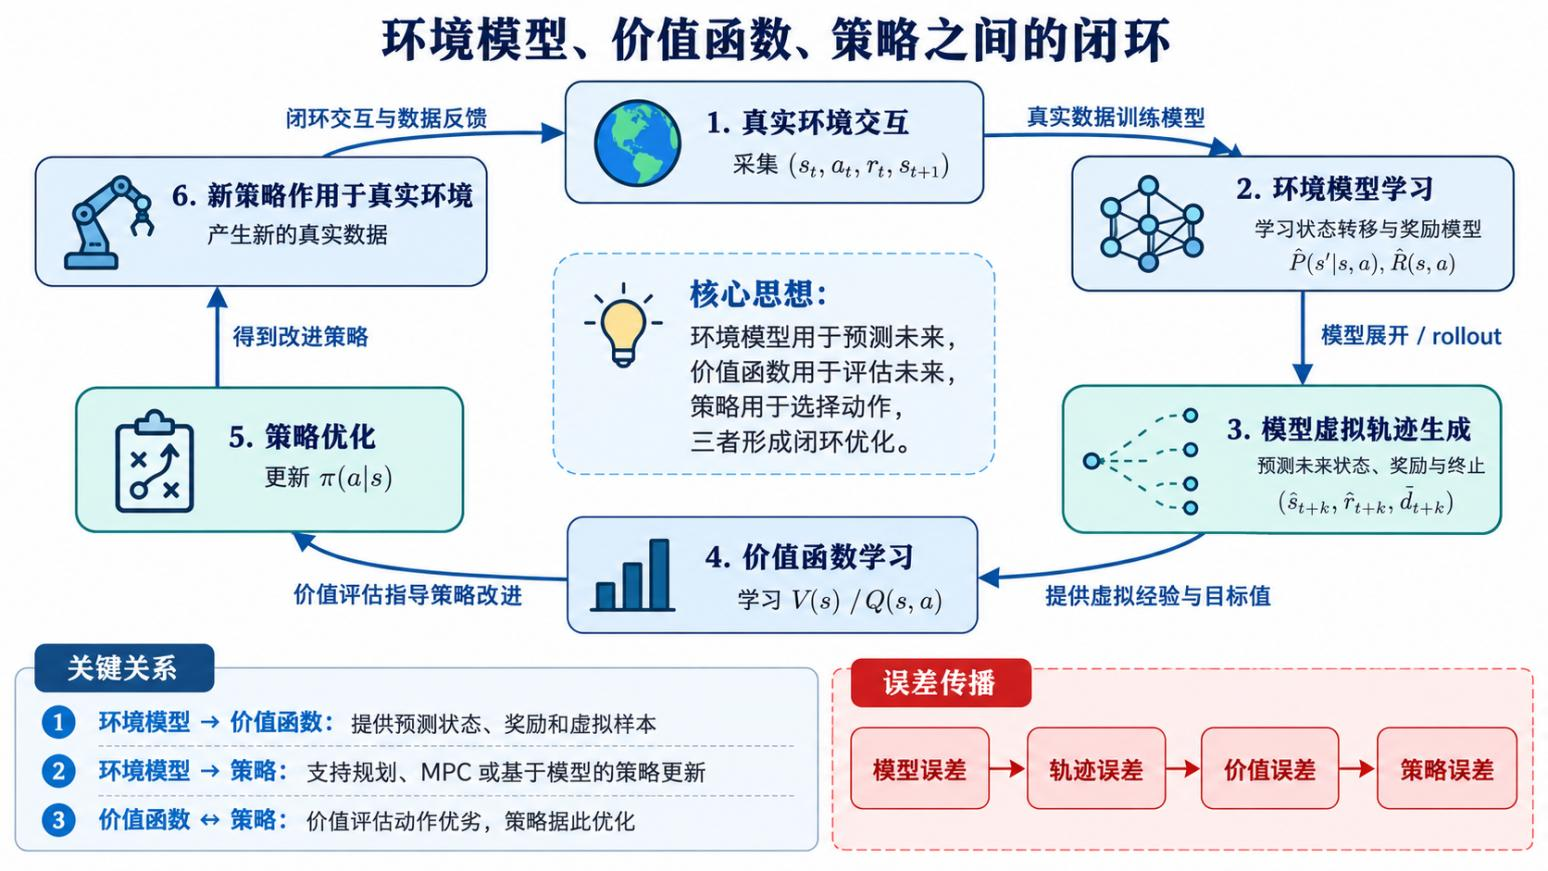 环境模型、价值函数、策略之间的闭环
闭环交互与数据反馈
1. 真实环境交互
采集 (s_t, a_t, r_t, s_{t+1})
真实数据训练模型
6. 新策略作用于真实环境
产生新的真实数据
2. 环境模型学习
学习状态转移与奖励模型
P̂(s′|s, a), R̂(s, a)
核心思想：
环境模型用于预测未来，
价值函数用于评估未来，
策略用于选择动作，
三者形成闭环优化。
得到改进策略
模型展开 / rollout
5. 策略优化
更新 π(a|s)
3. 模型虚拟轨迹生成
预测未来状态、奖励与终止
(ŝ_{t+k}, r̂_{t+k}, d̄_{t+k})
4. 价值函数学习
学习 V(s) / Q(s, a)
价值评估指导策略改进
提供虚拟经验与目标值
关键关系
1 环境模型 → 价值函数： 提供预测状态、奖励和虚拟样本
2 环境模型 → 策略： 支持规划、MPC 或基于模型的策略更新
3 价值函数 ↔ 策略： 价值评估动作优劣，策略据此优化
误差传播
模型误差 → 轨迹误差 → 价值误差 → 策略误差